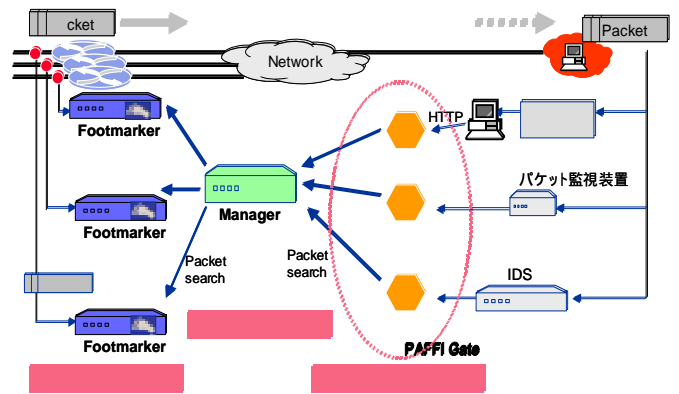 cket
Packet
Network
HTTP
Footmarker
パケット監視装置
Manager
Footmarker
Packet
search
Packet
search
IDS
Footmarker
PAFFI Gate